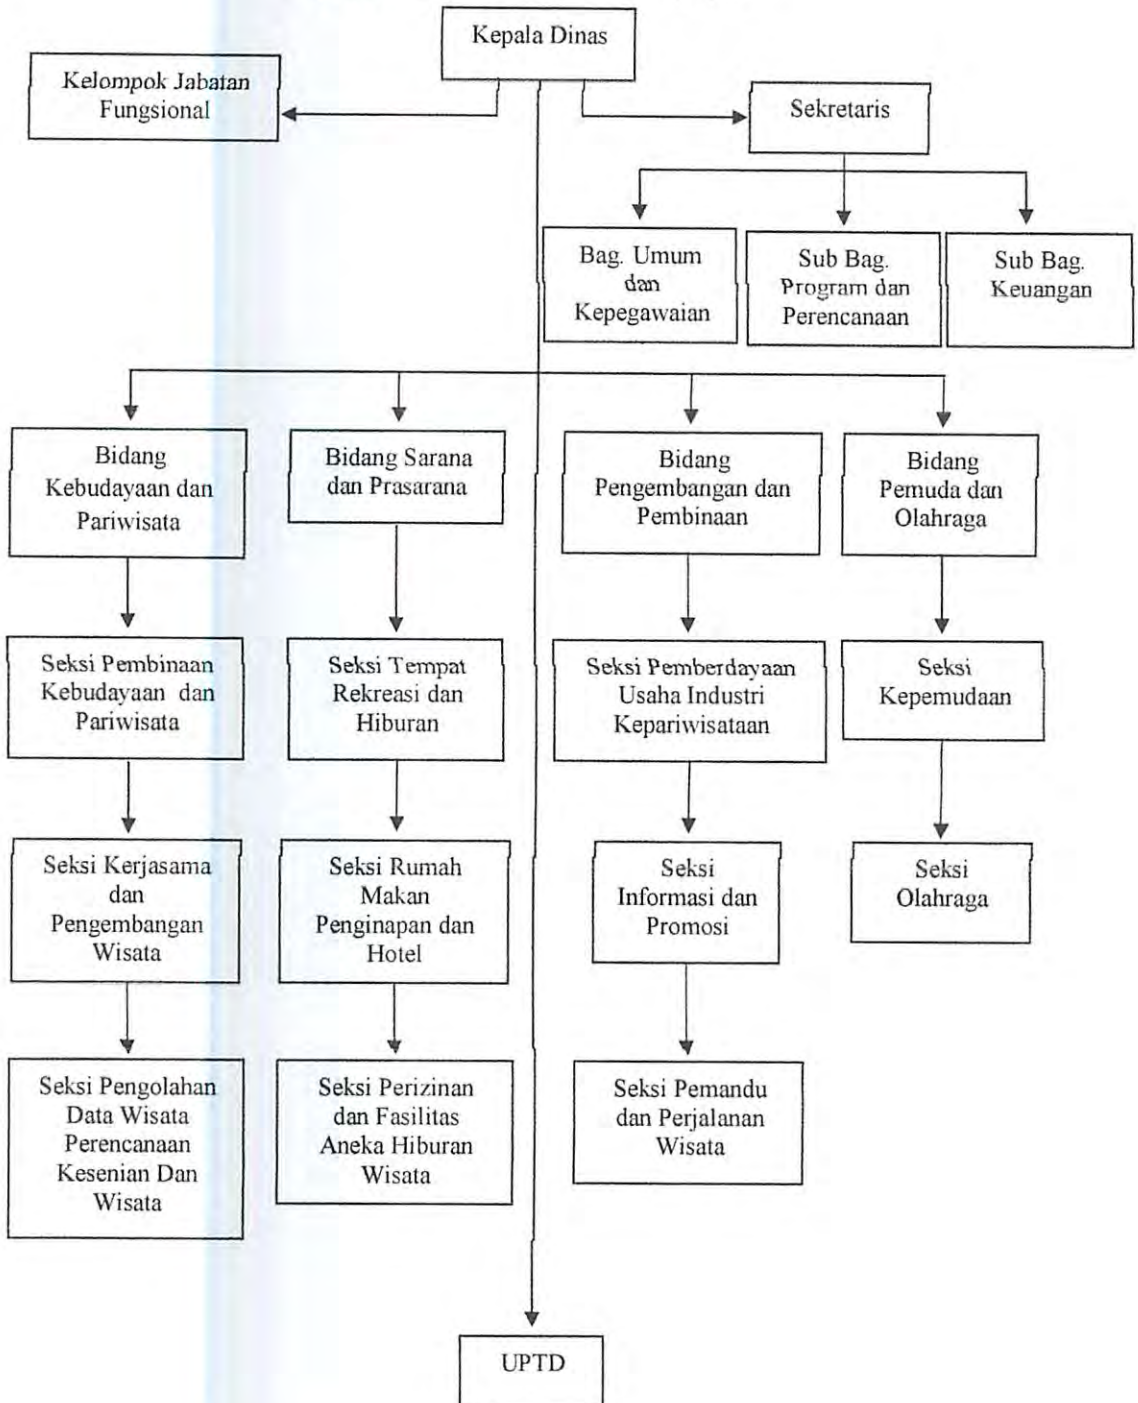 Kepala Dinas
Kelompok Jabatan
Fungsional
Sekretaris
Bag. Umum
dan
Kepegawaian
Sub Bag.
Program dan
Perencanaan
Sub Bag.
Keuangan
Bidang
Kebudayaan dan
Pariwisata
Bidang Sarana
dan Prasarana
Bidang
Pengembangan dan
Pembinaan
Bidang
Pemuda dan
Olahraga
Seksi Pembinaan
Kebudayaan dan
Pariwisata
Seksi Tempat
Rekreasi dan
Hiburan
Seksi Pemberdayaan
Usaha Industri
Kepariwisataan
Seksi
Kepemudaan
Seksi Kerjasama
dan
Pengembangan
Wisata
Seksi Rumah
Makan
Penginapan dan
Hotel
Seksi
Informasi dan
Promosi
Seksi
Olahraga
Seksi Pengolahan
Data Wisata
Perencanaan
Kesenian Dan
Wisata
Seksi Perizinan
dan Fasilitas
Aneka Hiburan
Wisata
Seksi Pemandu
dan Perjalanan
Wisata
UPTD